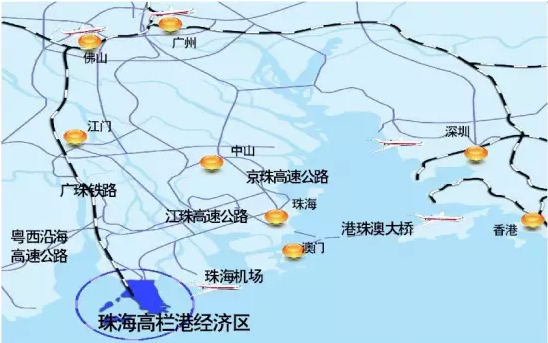 广州
佛山
江门
深圳
中山
京珠高速公路
广珠铁路
珠海
江珠高速公路
港珠澳大桥
香港
粤西沿海
高速公路
澳门
珠海机场
珠海高栏港经济区